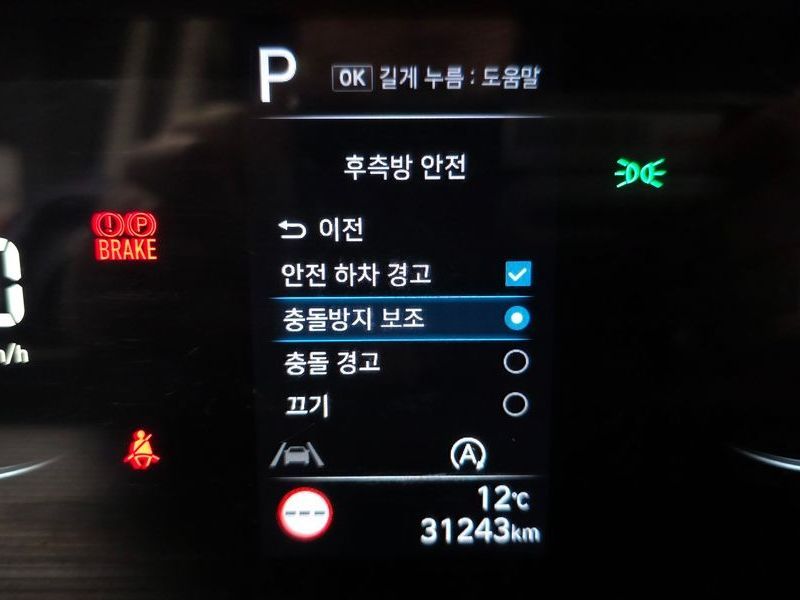 P
OK 길게 누름 : 도움말
후측방 안전
이전
안전 하차 경고
충돌방지 보조
충돌 경고
끄기
! P
BRAKE
A
---
12℃
31243km
m/h